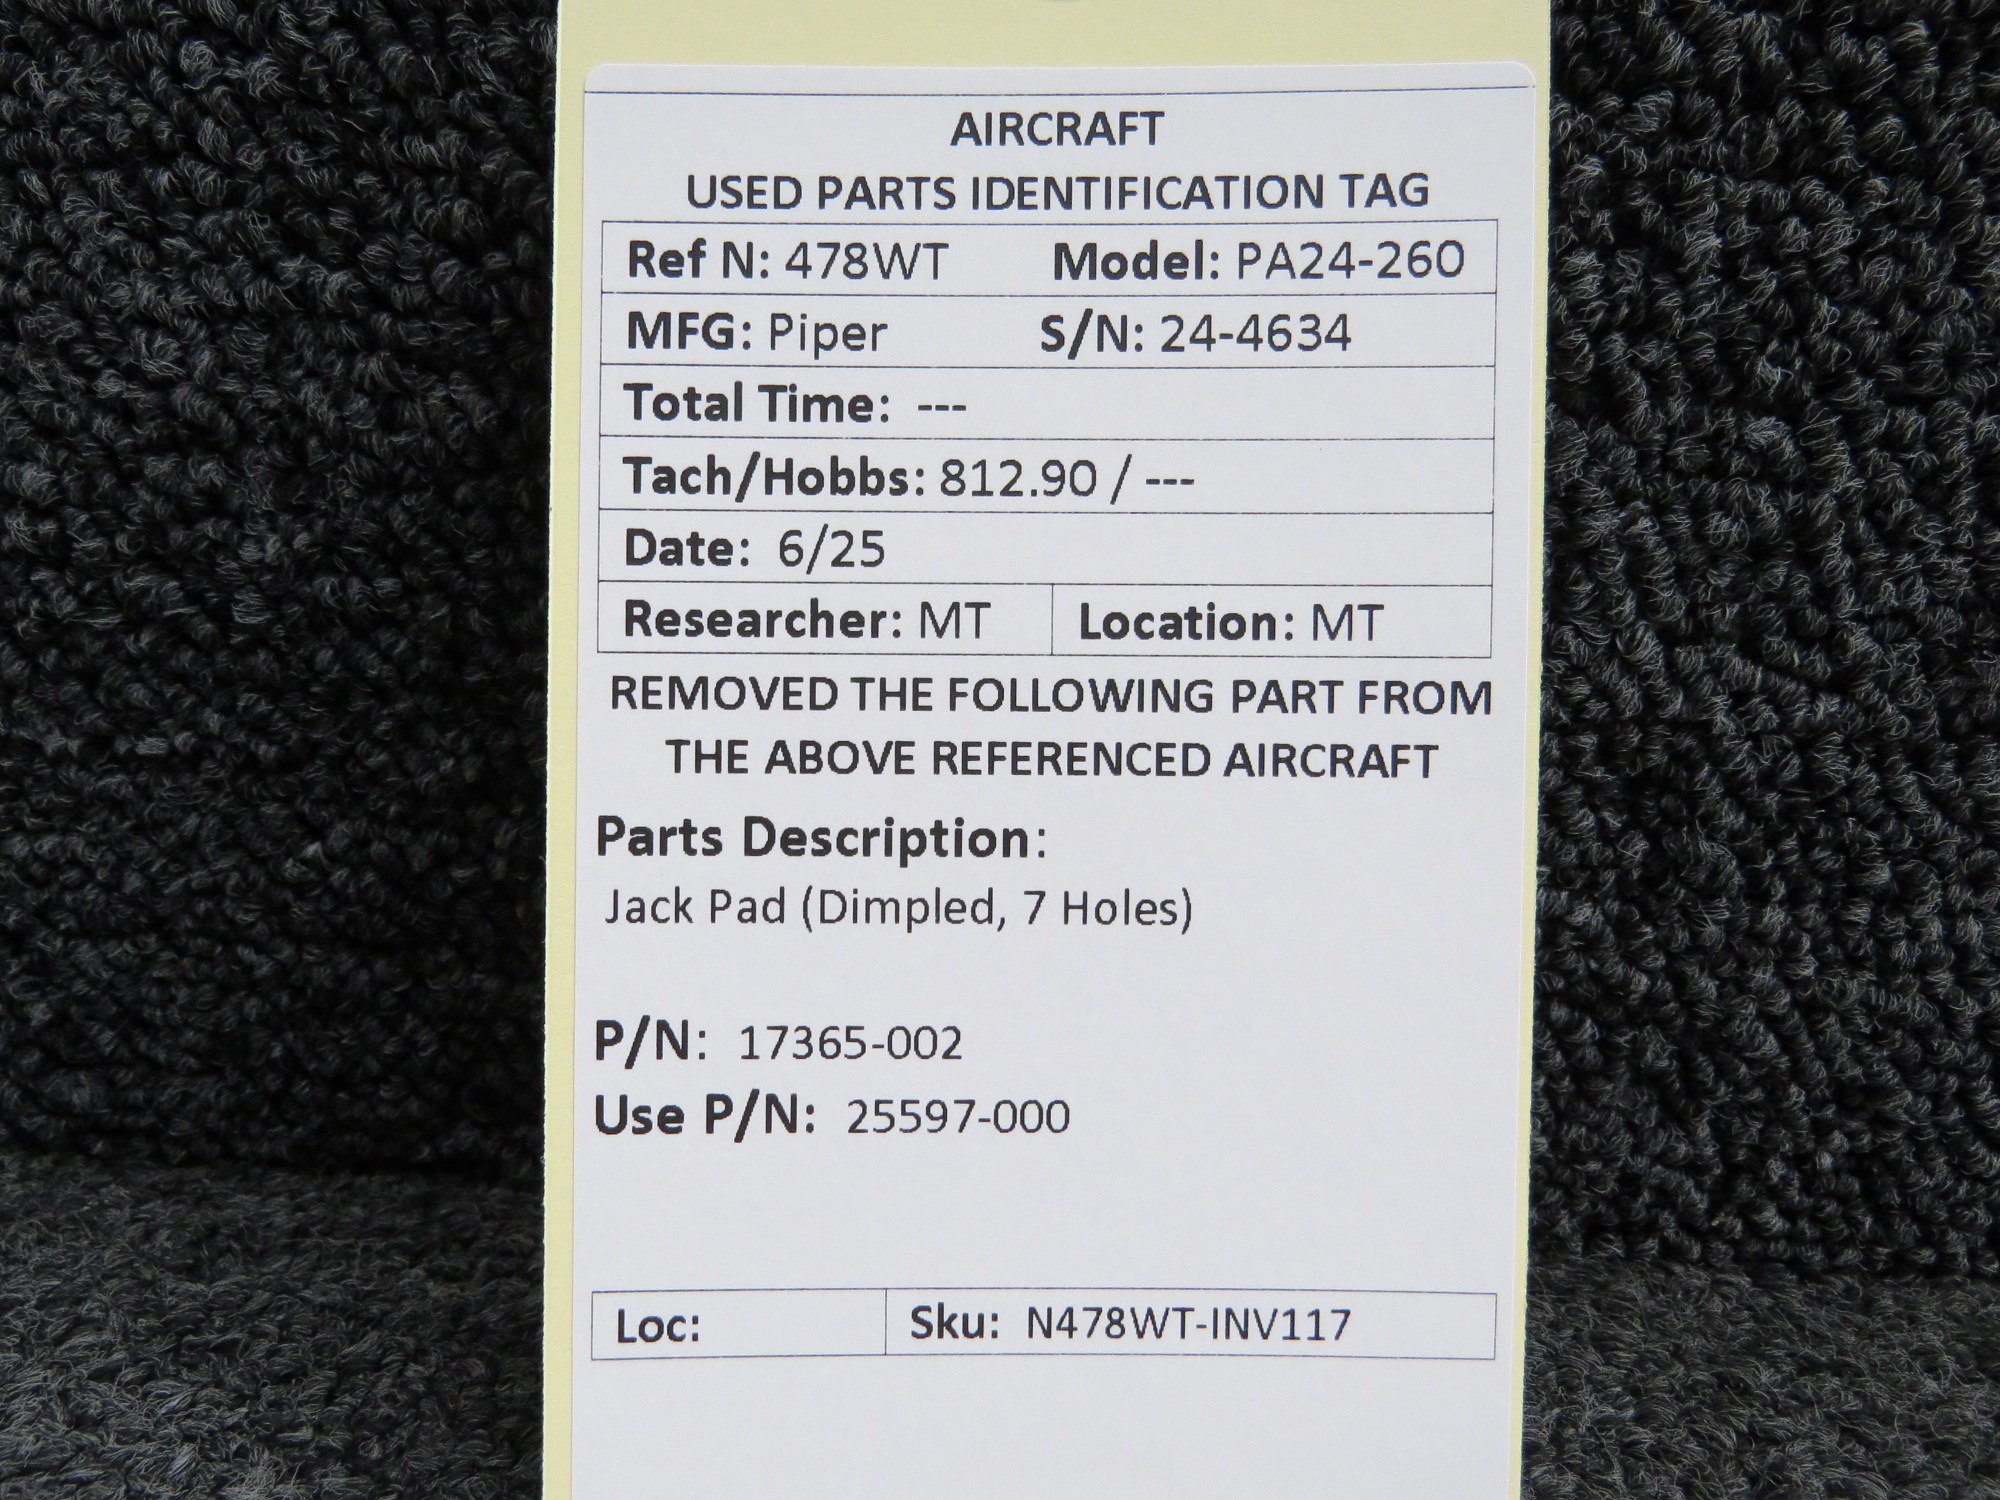 AIRCRAFT
USED PARTS IDENTIFICATION TAG
Ref N: 478WT Model: PA24-260
MFG: Piper S/N: 24-4634
Total Time: ---
Tach/Hobbs: 812.90 / ---
Date: 6/25
Researcher: MT Location: MT
REMOVED THE FOLLOWING PART FROM
THE ABOVE REFERENCED AIRCRAFT
Parts Description:
Jack Pad (Dimpled, 7 Holes)
P/N: 17365-002
Use P/N: 25597-000
Loc: Sku: N478WT-INV117